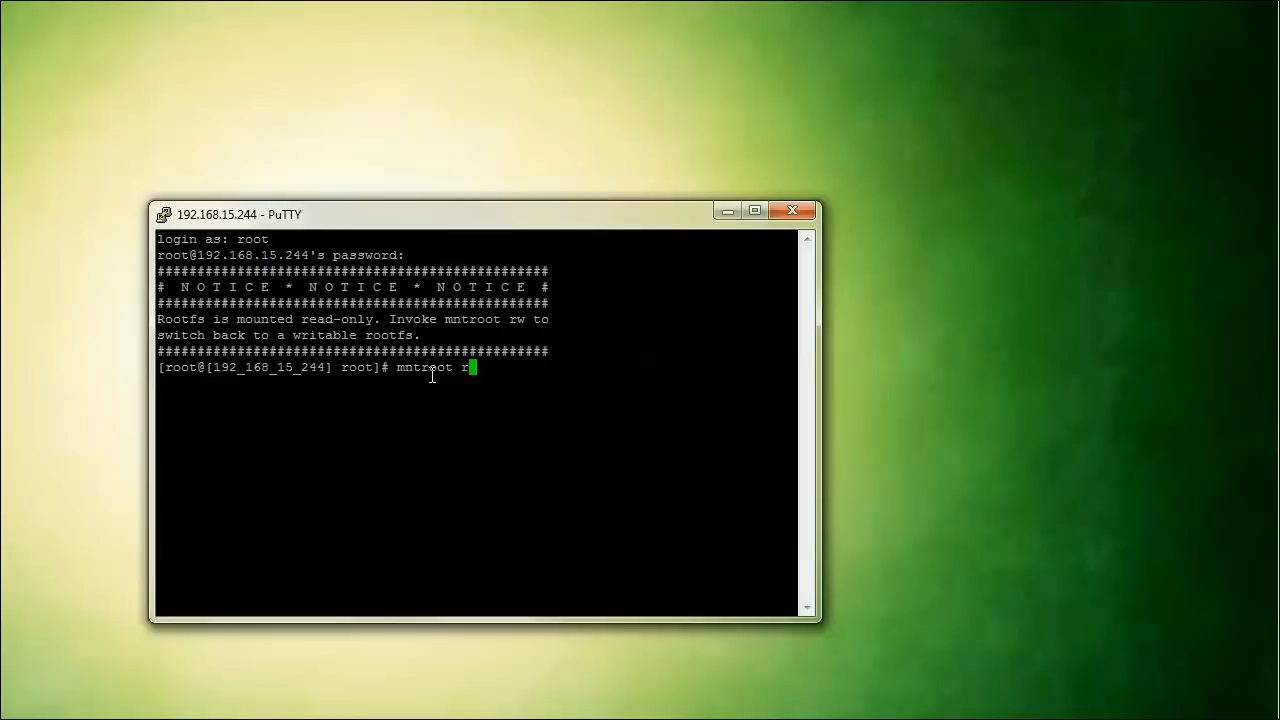 192.168.15.244 - PuTTY
login as: root
root@192.168.15.244's password:
#################################################
#  N O T I C E  *  N O T I C E  *  N O T I C E  #
#################################################
Rootfs is mounted read-only. Invoke mntroot rw to
switch back to a writable rootfs.
#################################################
[root@[192_168_15_244] root]# mntroot r